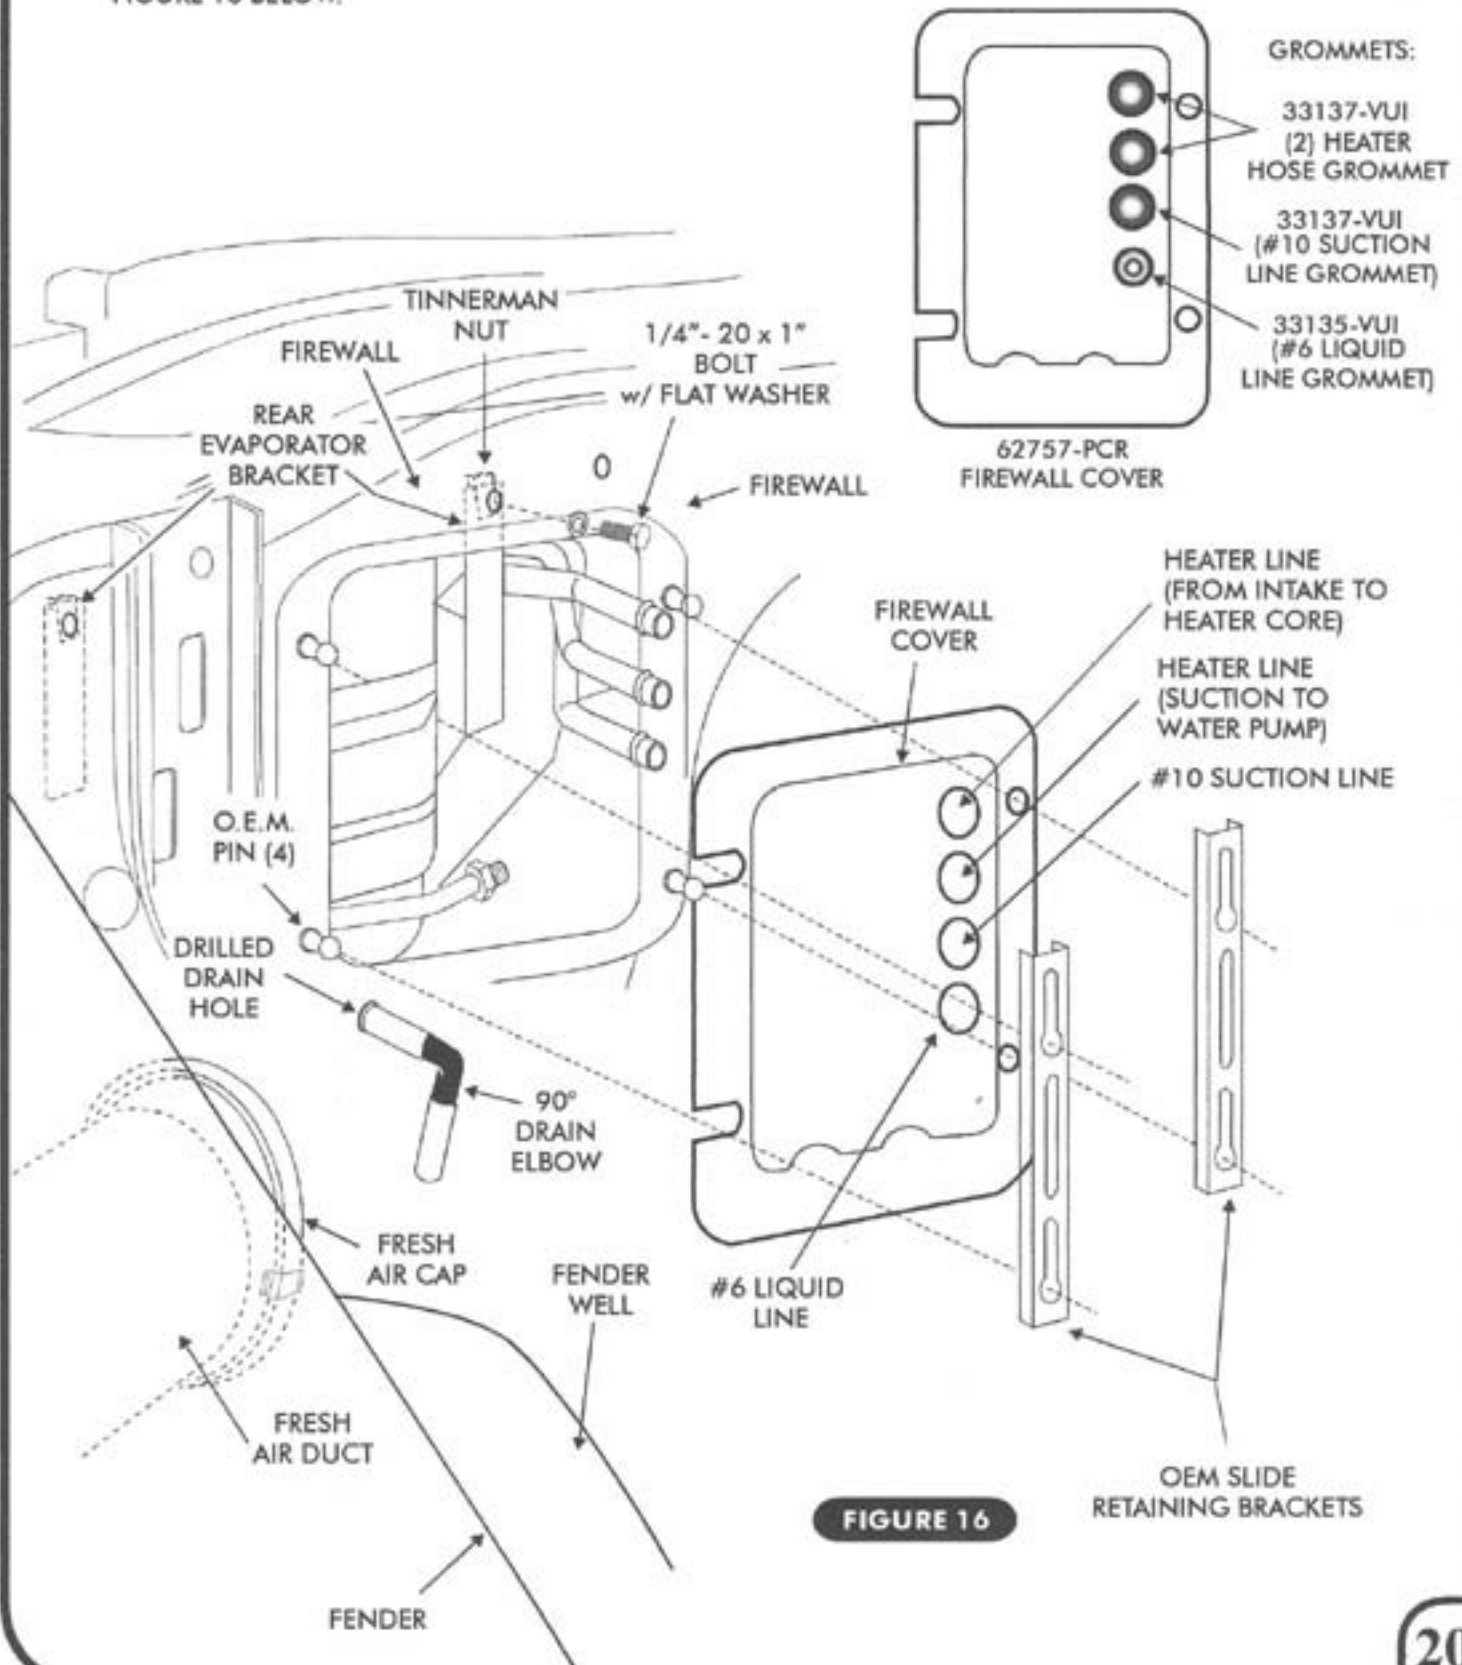 GROMMETS:
33137-VUI
(2) HEATER
HOSE GROMMET
33137-VUI
(#10 SUCTION
LINE GROMMET)
33135-VUI
(#6 LIQUID
LINE GROMMET)
62757-PCR
FIREWALL COVER
TINNERMAN
NUT
FIREWALL
1/4"- 20 x 1"
BOLT
w/ FLAT WASHER
REAR
EVAPORATOR
BRACKET
FIREWALL
HEATER LINE
(FROM INTAKE TO
HEATER CORE)
FIREWALL
COVER
HEATER LINE
(SUCTION TO
WATER PUMP)
#10 SUCTION LINE
O.E.M.
PIN (4)
DRILLED
DRAIN
HOLE
90°
DRAIN
ELBOW
FRESH
AIR CAP
FENDER
WELL
#6 LIQUID
LINE
FRESH
AIR DUCT
OEM SLIDE
RETAINING BRACKETS
FIGURE 16
FENDER
20